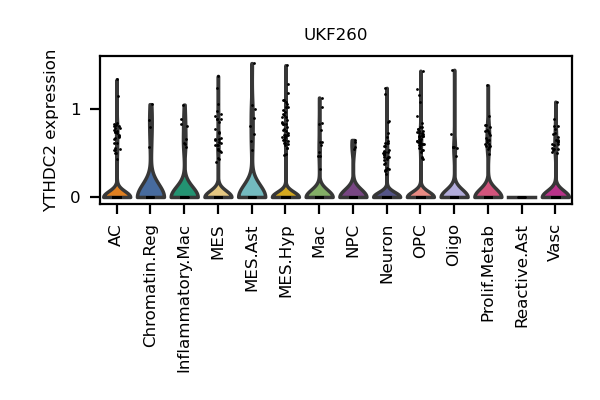 UKF260
YTHDC2 expression
1
0
AC
Chromatin.Reg
Inflammatory.Mac
MES
MES.Ast
MES.Hyp
Mac
NPC
Neuron
OPC
Oligo
Prolif.Metab
Reactive.Ast
Vasc